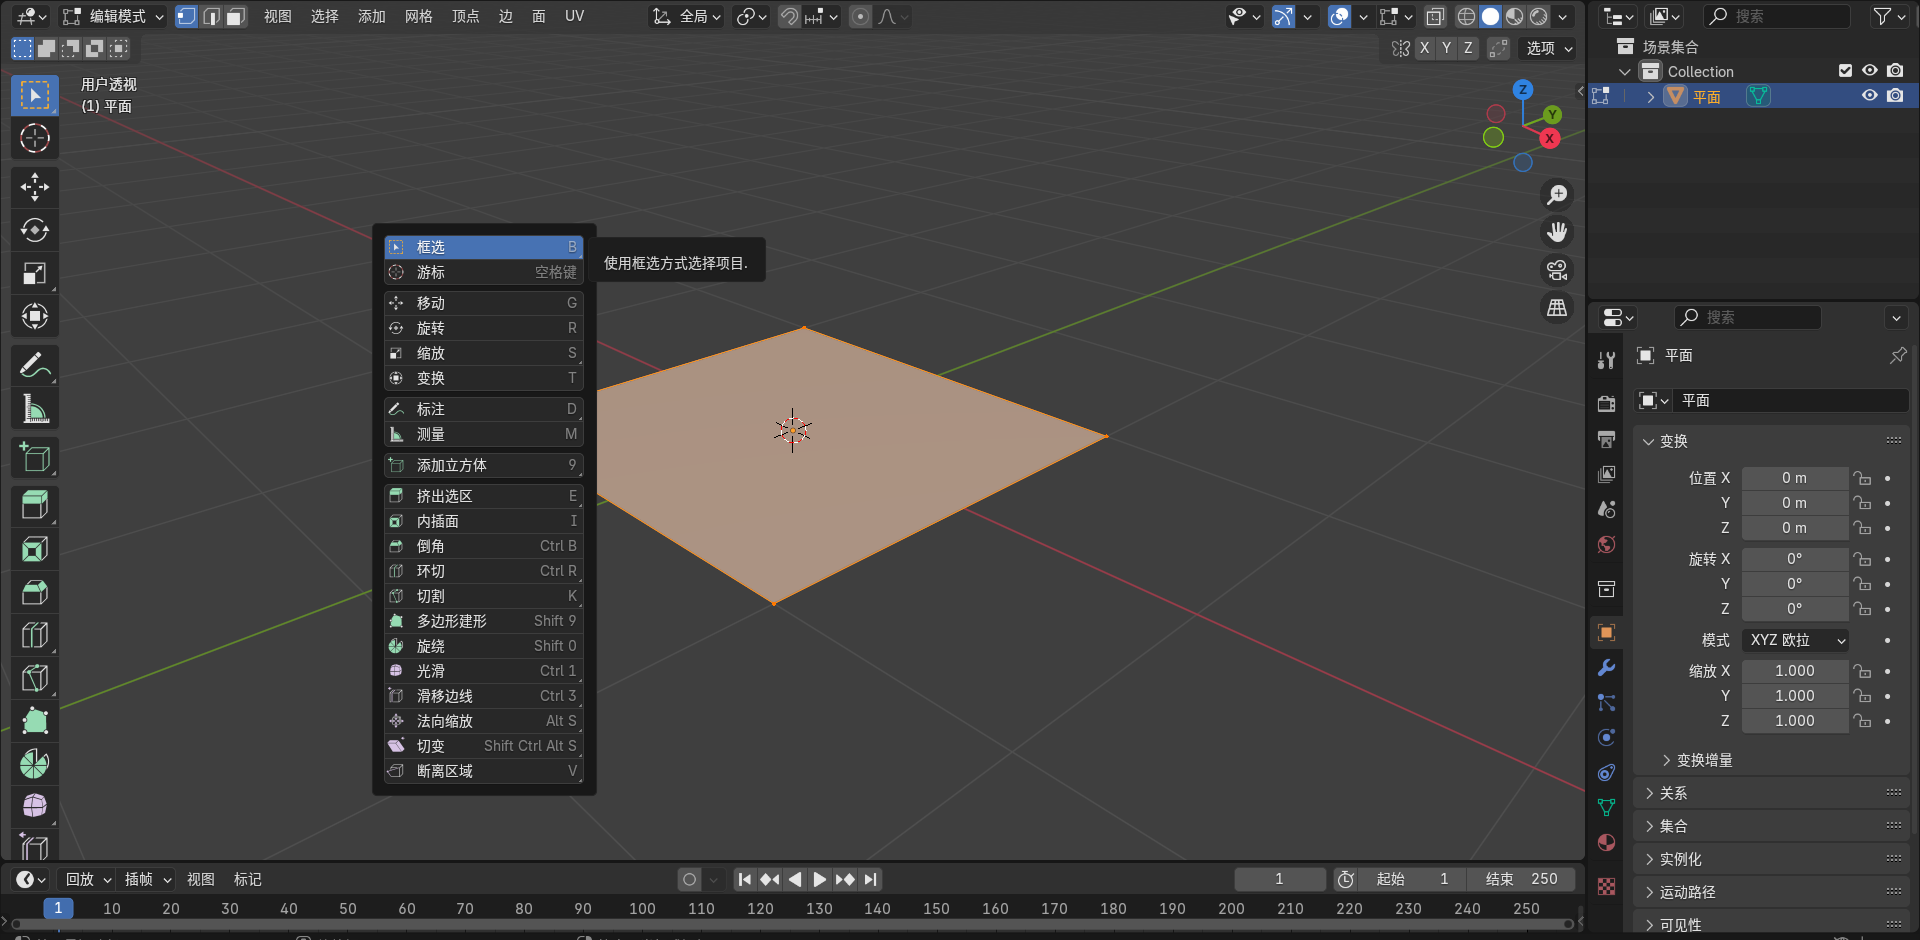 编辑模式 视图 选择 添加 网格 顶点 边 面 UV 全局 搜索
X Y Z 选项
用户透视
(1) 平面
场景集合
Collection
平面
Z
Y
X
框选 B
使用框选方式选择项目.
游标 空格键
移动 G
旋转 R
缩放 S
变换 T
标注 D
测量 M
添加立方体 9
挤出选区 E
内插面 I
倒角 Ctrl B
环切 Ctrl R
切割 K
多边形建形 Shift 9
旋绕 Shift 0
光滑 Ctrl 1
滑移边线 Ctrl 3
法向缩放 Alt S
切变 Shift Ctrl Alt S
断离区域 V
搜索
平面
平面
变换
位置 X 0 m
Y 0 m
Z 0 m
旋转 X 0°
Y 0°
Z 0°
模式 XYZ 欧拉
缩放 X 1.000
Y 1.000
Z 1.000
变换增量
关系
集合
实例化
运动路径
可见性
回放 插帧 视图 标记 1 起始 1 结束 250
1 10 20 30 40 50 60 70 80 90 100 110 120 130 140 150 160 170 180 190 200 210 220 230 240 250